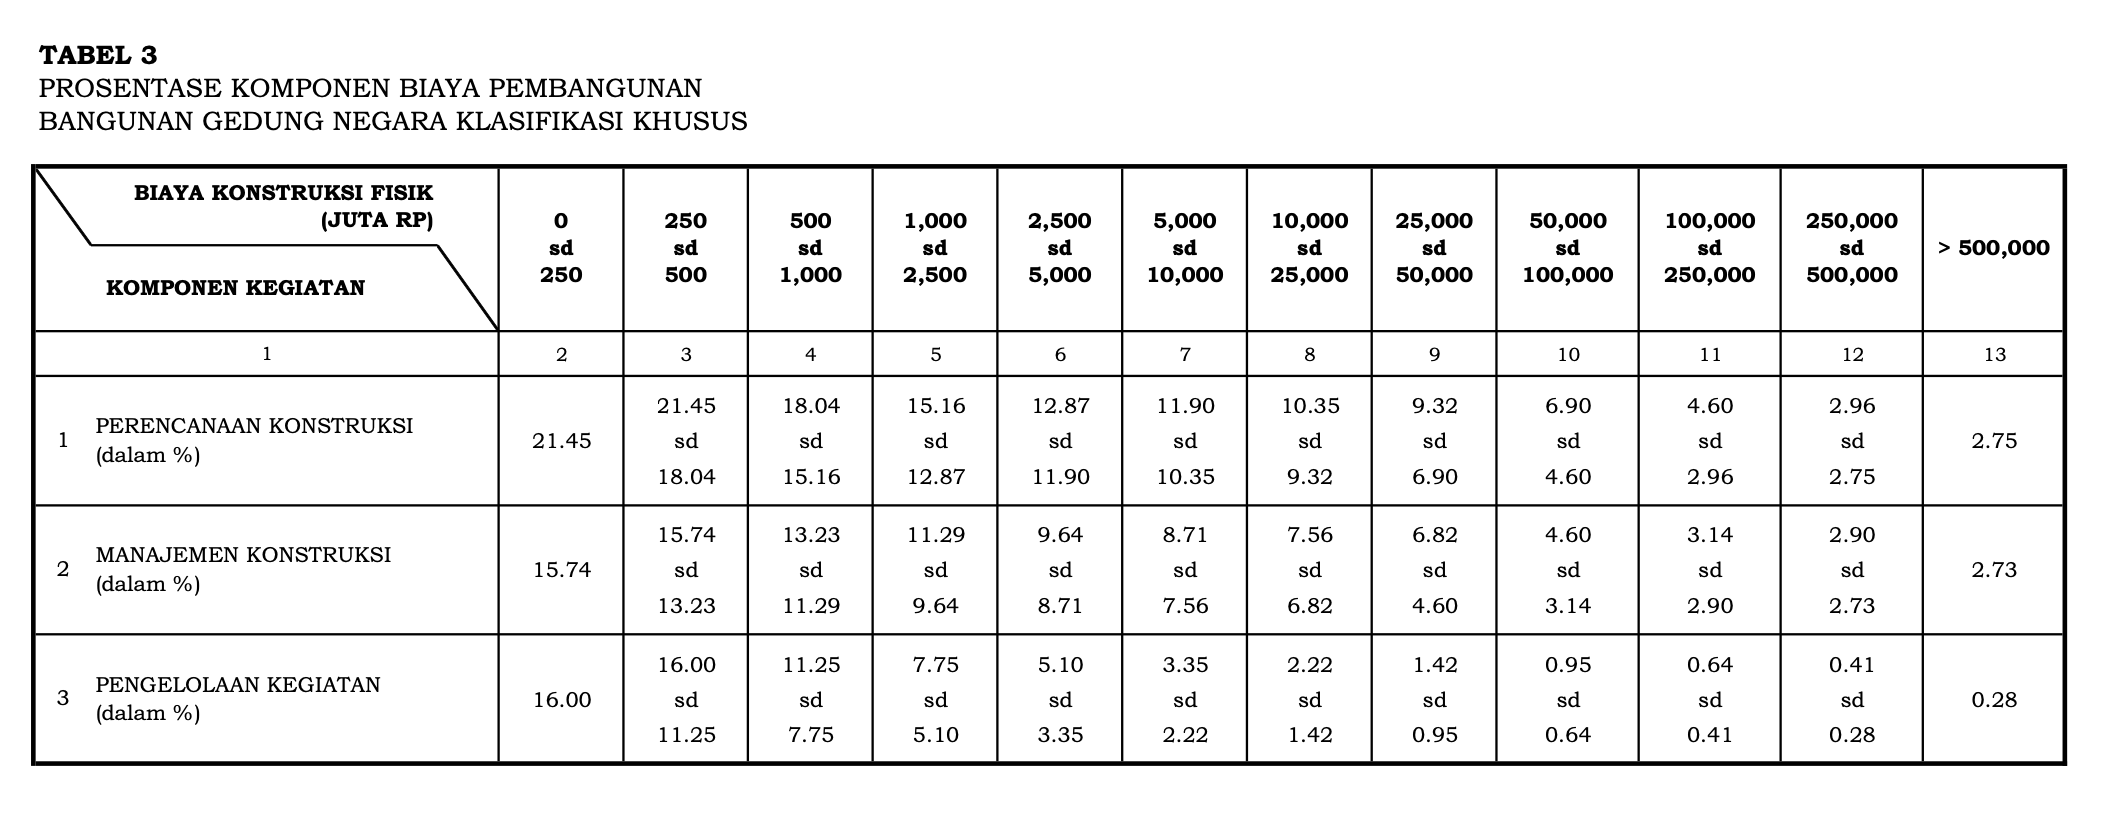 TABEL 3
PROSENTASE KOMPONEN BIAYA PEMBANGUNAN
BANGUNAN GEDUNG NEGARA KLASIFIKASI KHUSUS
BIAYA KONSTRUKSI FISIK
(JUTA RP)
KOMPONEN KEGIATAN
0
sd
250
250
sd
500
500
sd
1,000
1,000
sd
2,500
2,500
sd
5,000
5,000
sd
10,000
10,000
sd
25,000
25,000
sd
50,000
50,000
sd
100,000
100,000
sd
250,000
250,000
sd
500,000
> 500,000
1 2 3 4 5 6 7 8 9 10 11 12 13
1 PERENCANAAN KONSTRUKSI
(dalam %)
21.45
21.45
sd
18.04
18.04
sd
15.16
15.16
sd
12.87
12.87
sd
11.90
11.90
sd
10.35
10.35
sd
9.32
9.32
sd
6.90
6.90
sd
4.60
4.60
sd
2.96
2.96
sd
2.75
2.75
2 MANAJEMEN KONSTRUKSI
(dalam %)
15.74
15.74
sd
13.23
13.23
sd
11.29
11.29
sd
9.64
9.64
sd
8.71
8.71
sd
7.56
7.56
sd
6.82
6.82
sd
4.60
4.60
sd
3.14
3.14
sd
2.90
2.90
sd
2.73
2.73
3 PENGELOLAAN KEGIATAN
(dalam %)
16.00
16.00
sd
11.25
11.25
sd
7.75
7.75
sd
5.10
5.10
sd
3.35
3.35
sd
2.22
2.22
sd
1.42
1.42
sd
0.95
0.95
sd
0.64
0.64
sd
0.41
0.41
sd
0.28
0.28